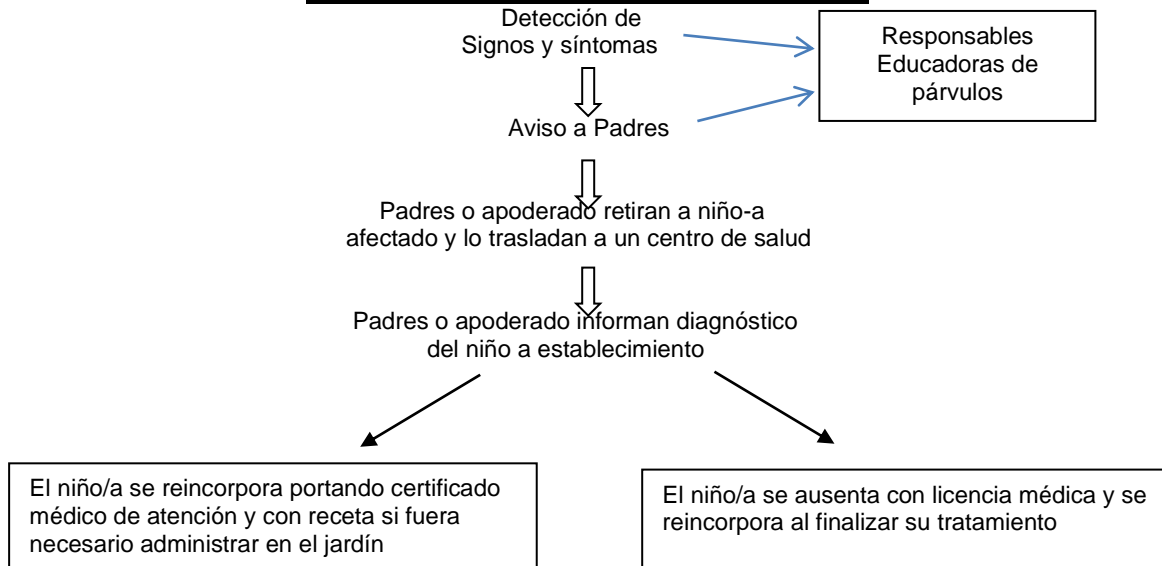 Detección de
Signos y síntomas
Responsables
Educadoras de
párvulos
Aviso a Padres
Padres o apoderado retiran a niño-a
afectado y lo trasladan a un centro de salud
Padres o apoderado informan diagnóstico
del niño a establecimiento
El niño/a se reincorpora portando certificado
médico de atención y con receta si fuera
necesario administrar en el jardín
El niño/a se ausenta con licencia médica y se
reincorpora al finalizar su tratamiento